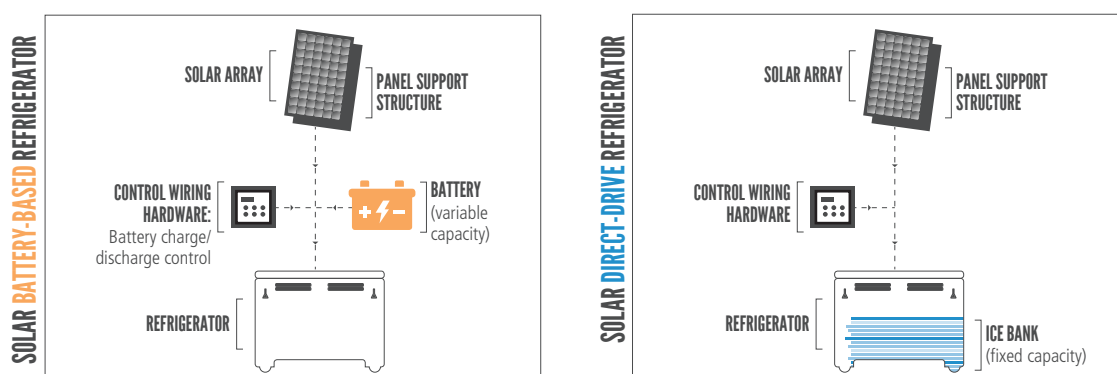 SOLAR BATTERY-BASED REFRIGERATOR
SOLAR ARRAY
PANEL SUPPORT
STRUCTURE
CONTROL WIRING
HARDWARE:
Battery charge/
discharge control
BATTERY
(variable
capacity)
REFRIGERATOR
SOLAR DIRECT-DRIVE REFRIGERATOR
SOLAR ARRAY
PANEL SUPPORT
STRUCTURE
CONTROL WIRING
HARDWARE
REFRIGERATOR
ICE BANK
(fixed capacity)